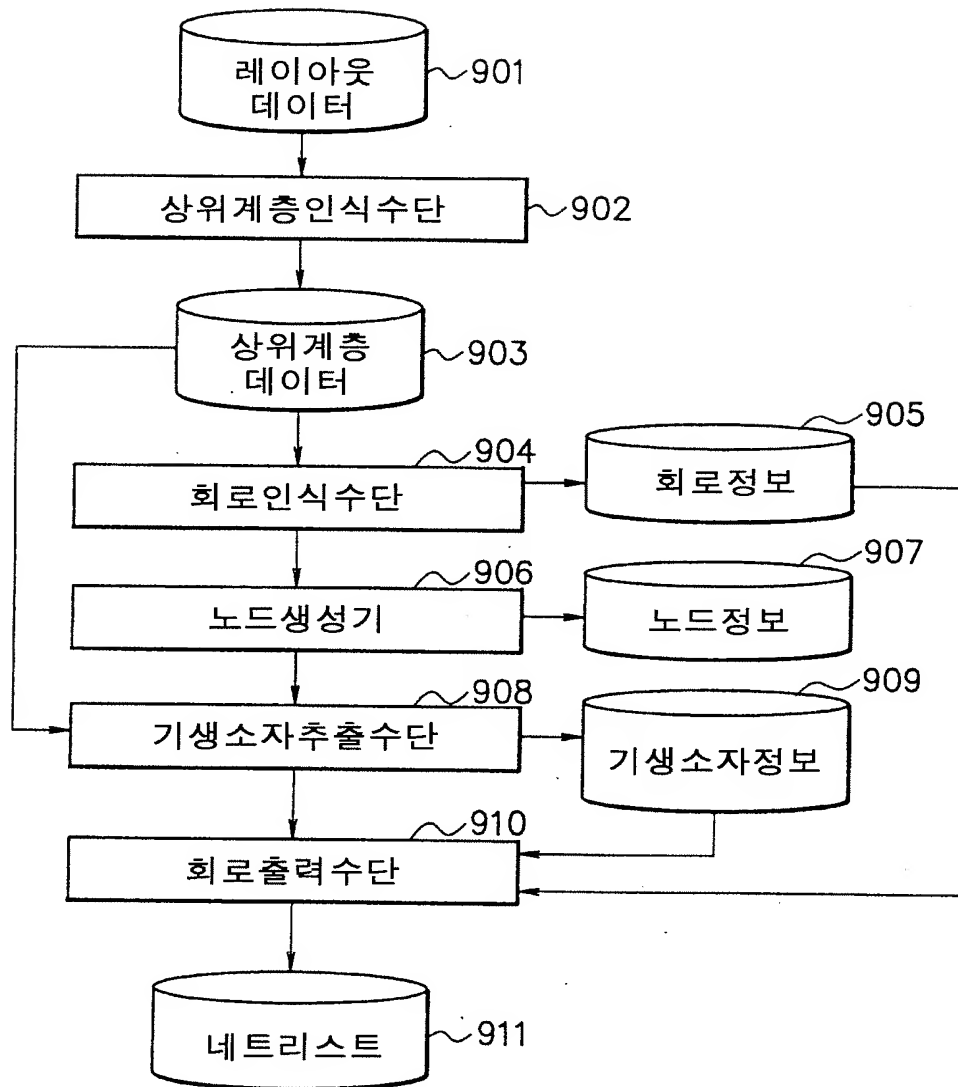 레이아웃
데이터
901
상위계층인식수단
902
상위계층
데이터
903
904
회로인식수단
905
회로정보
906
노드생성기
907
노드정보
908
기생소자추출수단
909
기생소자정보
910
회로출력수단
네트리스트
911